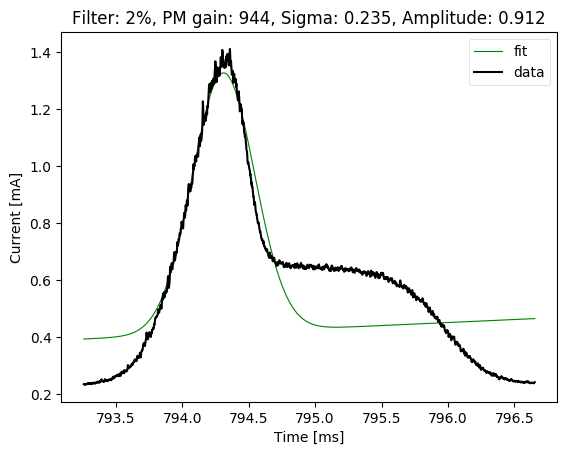 Filter: 2%, PM gain: 944, Sigma: 0.235, Amplitude: 0.912
fit
data
1.4
1.2
1.0
0.8
0.6
0.4
0.2
Current [mA]
793.5 794.0 794.5 795.0 795.5 796.0 796.5
Time [ms]